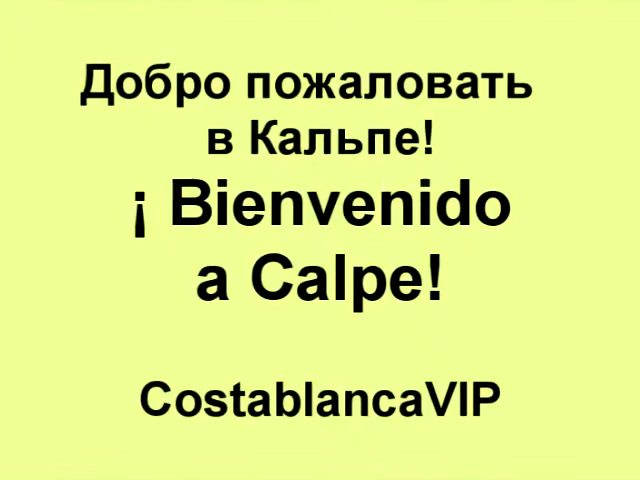 Добро пожаловать
в Кальпе!
¡ Bienvenido
a Calpe!
CostablancaVIP